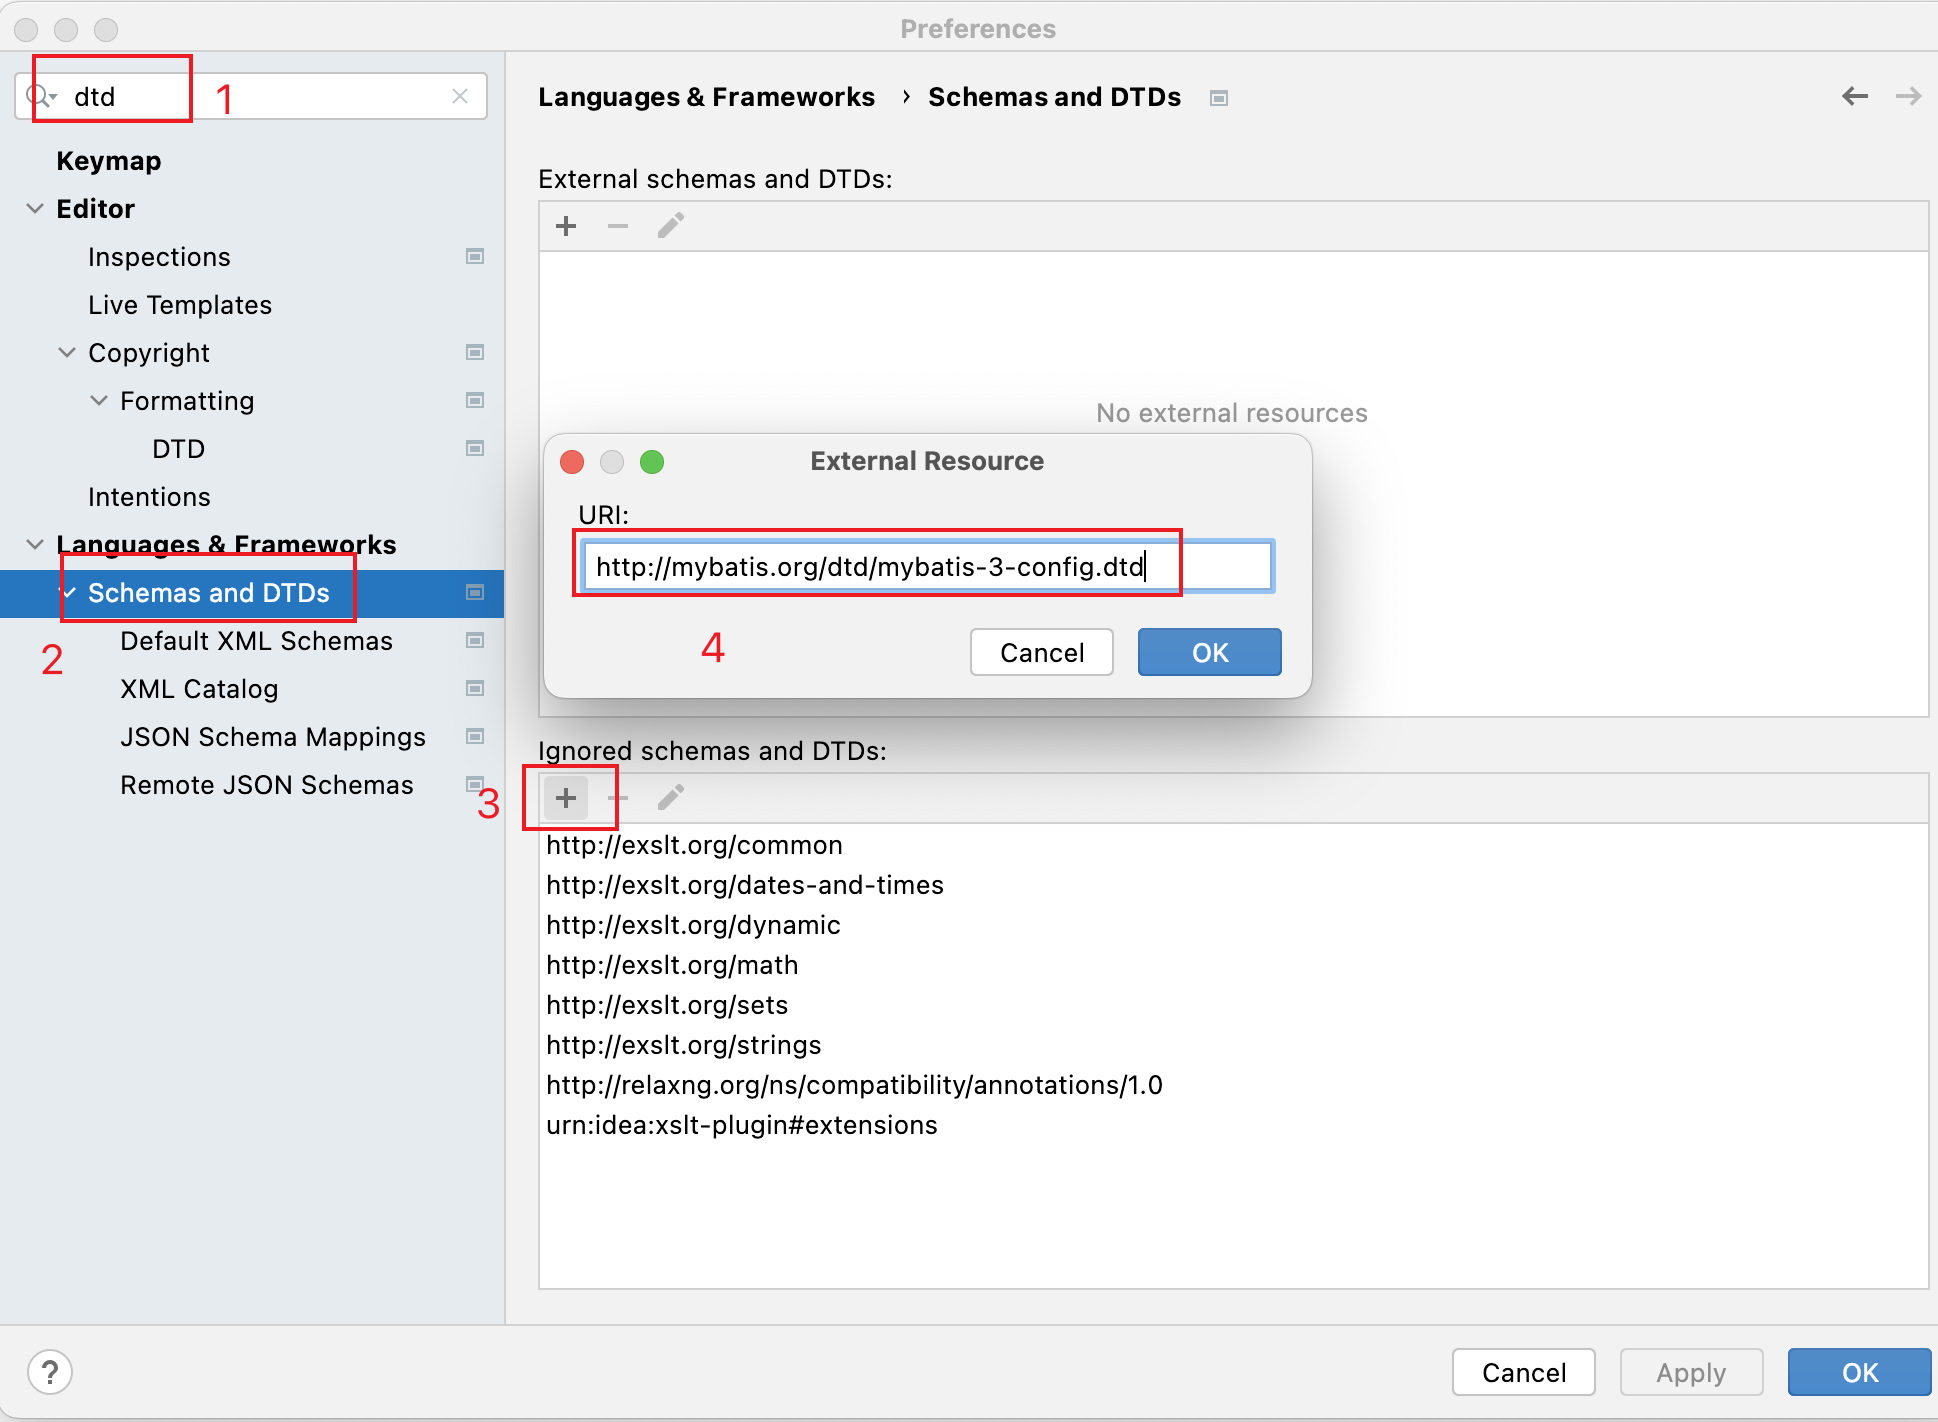 Preferences
dtd
1
Keymap
Editor
Inspections
Live Templates
Copyright
Formatting
DTD
Intentions
Languages & Frameworks
Schemas and DTDs
2
Default XML Schemas
XML Catalog
JSON Schema Mappings
Remote JSON Schemas
Languages & Frameworks › Schemas and DTDs
External schemas and DTDs:
No external resources
External Resource
URI:
http://mybatis.org/dtd/mybatis-3-config.dtd
4
Cancel
OK
Ignored schemas and DTDs:
3
http://exslt.org/common
http://exslt.org/dates-and-times
http://exslt.org/dynamic
http://exslt.org/math
http://exslt.org/sets
http://exslt.org/strings
http://relaxng.org/ns/compatibility/annotations/1.0
urn:idea:xslt-plugin#extensions
?
Cancel
Apply
OK